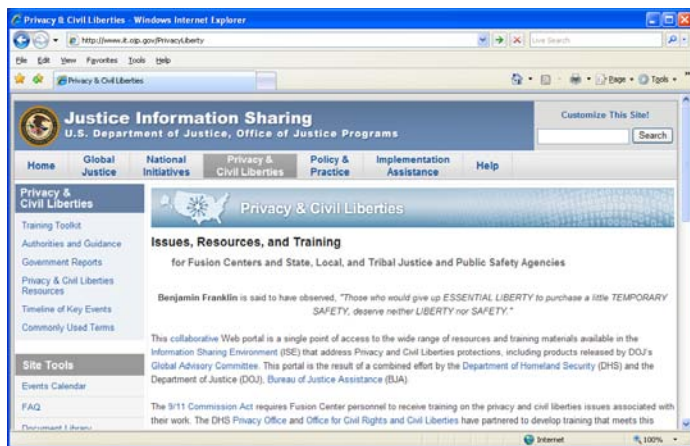 Privacy & Civil Liberties - Windows Internet Explorer
http://www.it.ojp.gov/PrivacyLiberty
Live Search
File Edit View Favorites Tools Help
Privacy & Civil Liberties
Page Tools
Justice Information Sharing
U.S. Department of Justice, Office of Justice Programs
Customize This Site!
Search
Home
Global Justice
National Initiatives
Privacy & Civil Liberties
Policy & Practice
Implementation Assistance
Help
Privacy &
Civil Liberties
Training Toolkit
Authorities and Guidance
Government Reports
Privacy & Civil Liberties
Resources
Timeline of Key Events
Commonly Used Terms
Site Tools
Events Calendar
FAQ
Document Library
Privacy & Civil Liberties
Issues, Resources, and Training
for Fusion Centers and State, Local, and Tribal Justice and Public Safety Agencies
Benjamin Franklin is said to have observed, "Those who would give up ESSENTIAL LIBERTY to purchase a little TEMPORARY
SAFETY, deserve neither LIBERTY nor SAFETY."
This collaborative Web portal is a single point of access to the wide range of resources and training materials available in the
Information Sharing Environment (ISE) that address Privacy and Civil Liberties protections, including products released by DOJ's
Global Advisory Committee. This portal is the result of a combined effort by the Department of Homeland Security (DHS) and the
Department of Justice (DOJ), Bureau of Justice Assistance (BJA).
The 9/11 Commission Act requires Fusion Center personnel to receive training on the privacy and civil liberties issues associated with
their work. The DHS Privacy Office and Office for Civil Rights and Civil Liberties have partnered to develop training that meets this
Internet
100%